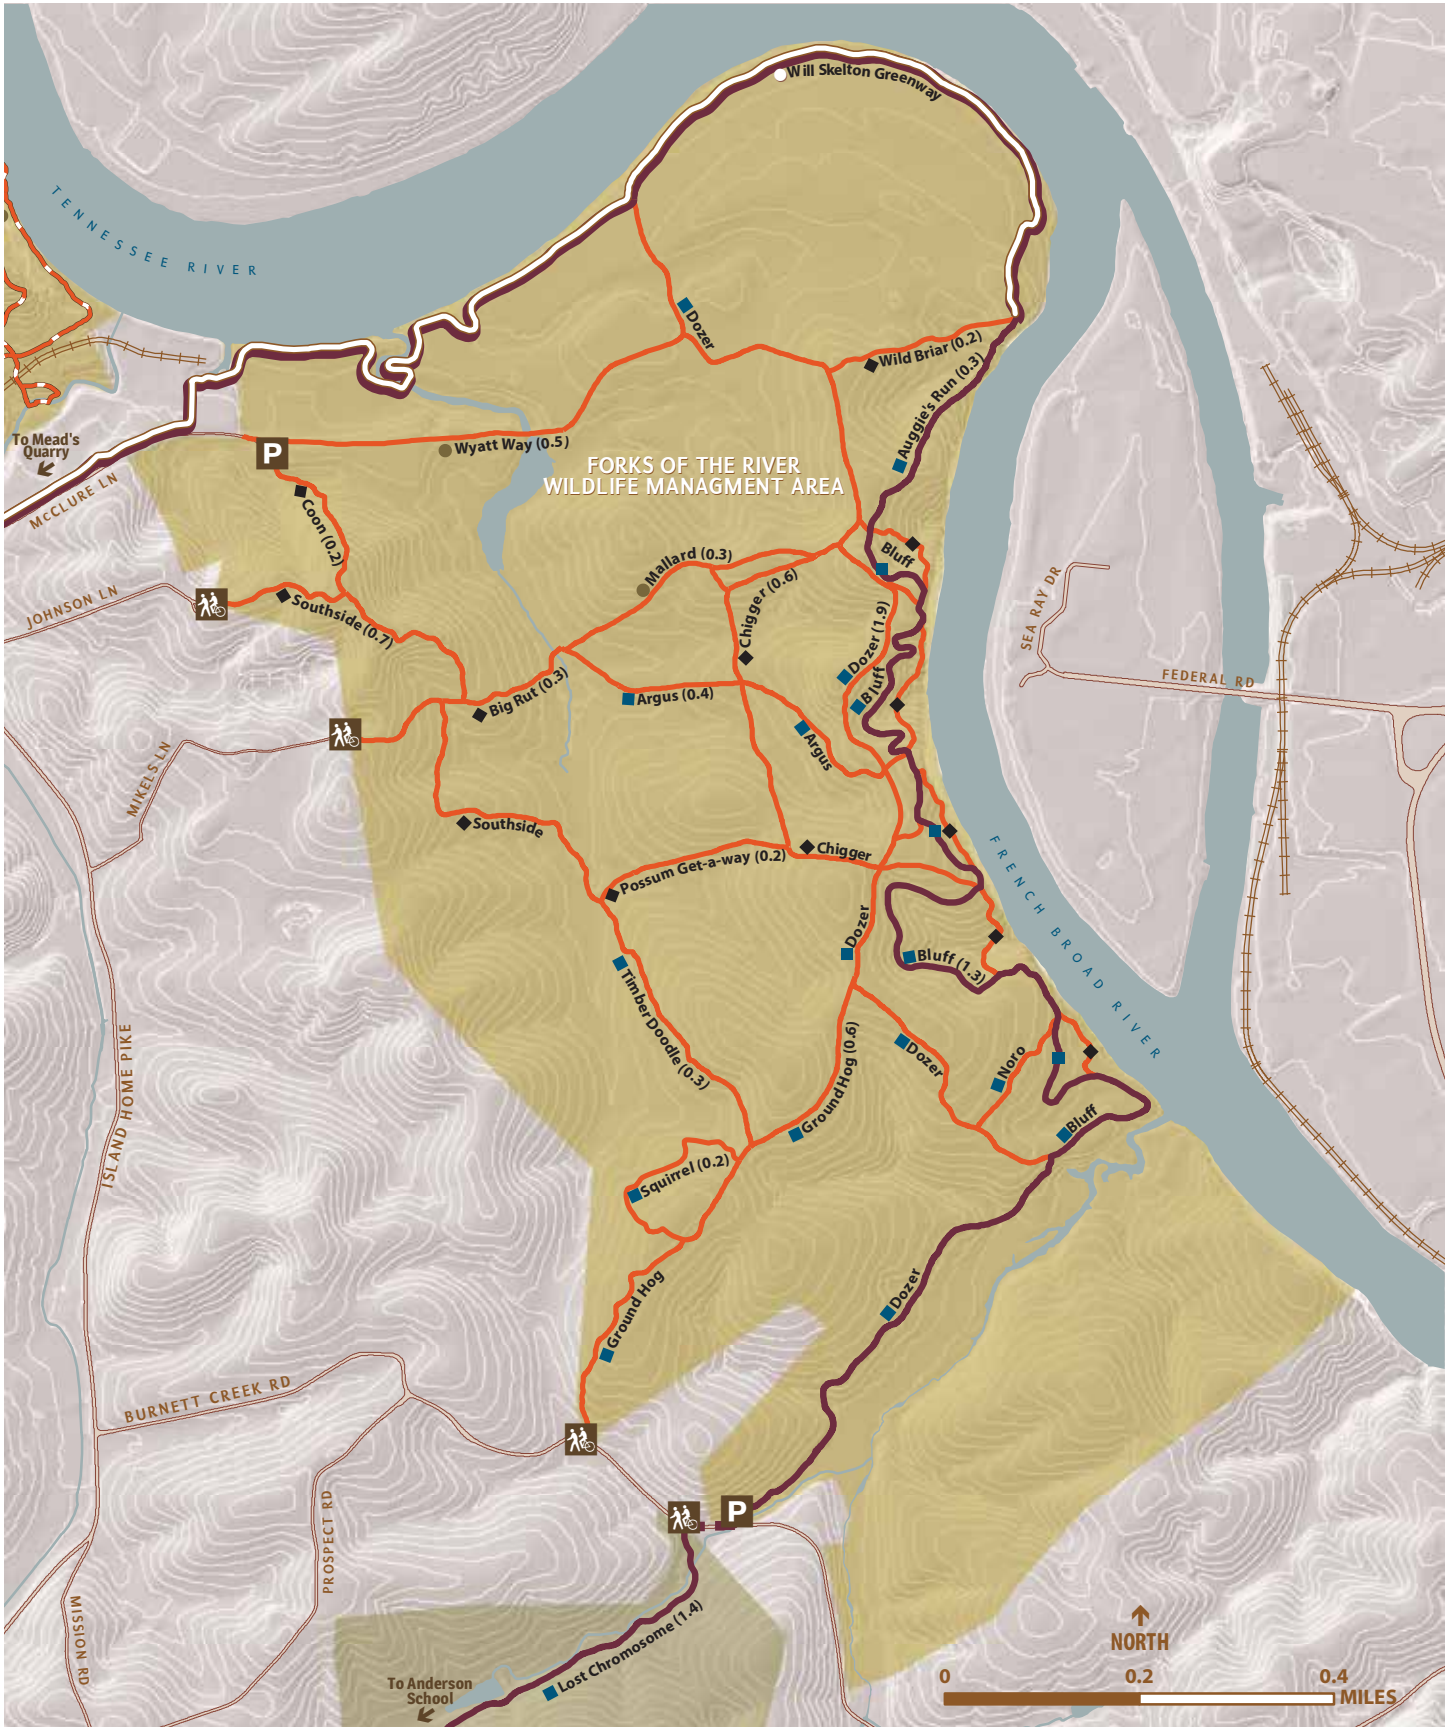 Will Skelton Greenway
TENNESSEE RIVER
Dozer
Wild Briar (0.2)
Auggie's Run (0.3)
To Mead's
Quarry
McCLURE LN
P
Wyatt Way (0.5)
FORKS OF THE RIVER
WILDLIFE MANAGMENT AREA
Coon (0.2)
Bluff
Mallard (0.3)
Chigger (0.6)
JOHNSON LN
Southside (0.7)
Dozer (1.9)
SEA RAY DR
FEDERAL RD
Big Rut (0.3)
Argus (0.4)
Bluff
Argus
MIKELS LN
Southside
Chigger
Possum Get-a-way (0.2)
FRENCH BROAD RIVER
Dozer
Bluff (1.3)
Timber Doodle (0.3)
Ground Hog (0.6)
Dozer
Noro
Bluff
ISLAND HOME PIKE
Squirrel (0.2)
Ground Hog
Dozer
BURNETT CREEK RD
P
PROSPECT RD
MISION RD
Lost Chromosome (1.4)
To Anderson
School
NORTH
0 0.2 0.4
MILES